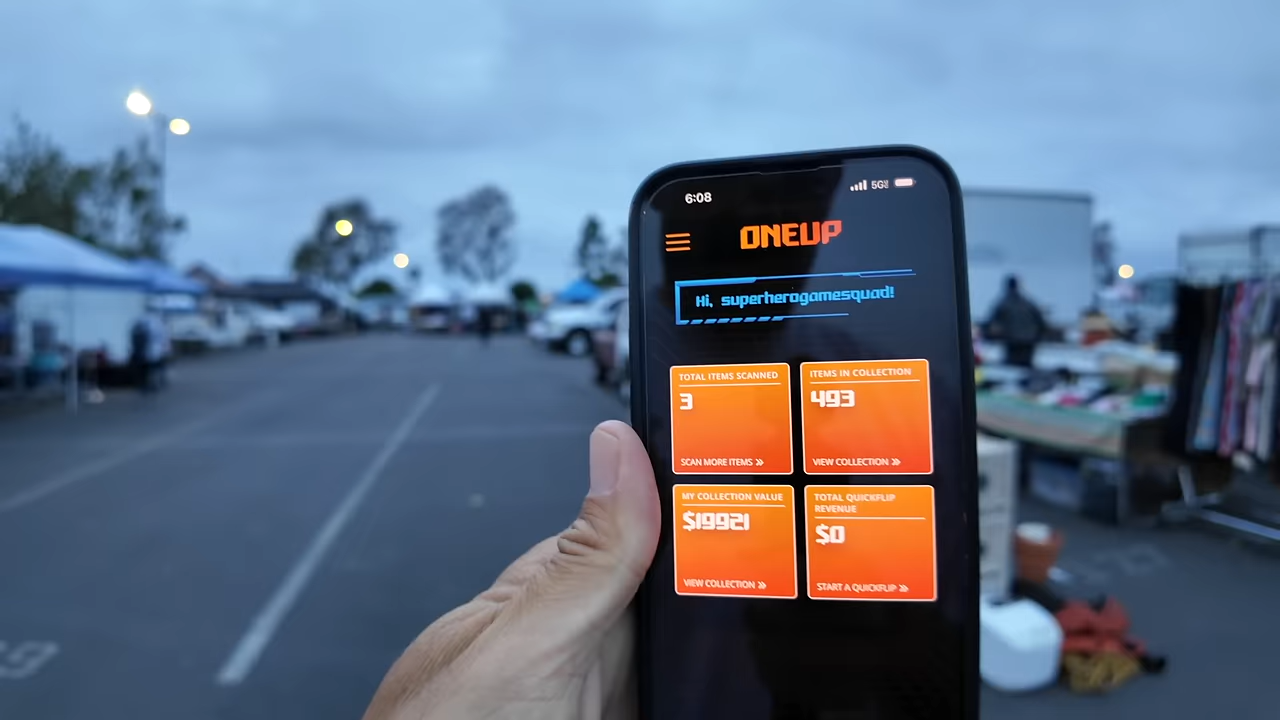 6:08
5G
ONEUP
Hi, superherogamesquad!
TOTAL ITEMS SCANNED
3
SCAN MORE ITEMS »
ITEMS IN COLLECTION
493
VIEW COLLECTION »
MY COLLECTION VALUE
$19921
VIEW COLLECTION »
TOTAL QUICKFLIP
REVENUE
$0
START A QUICKFLIP »